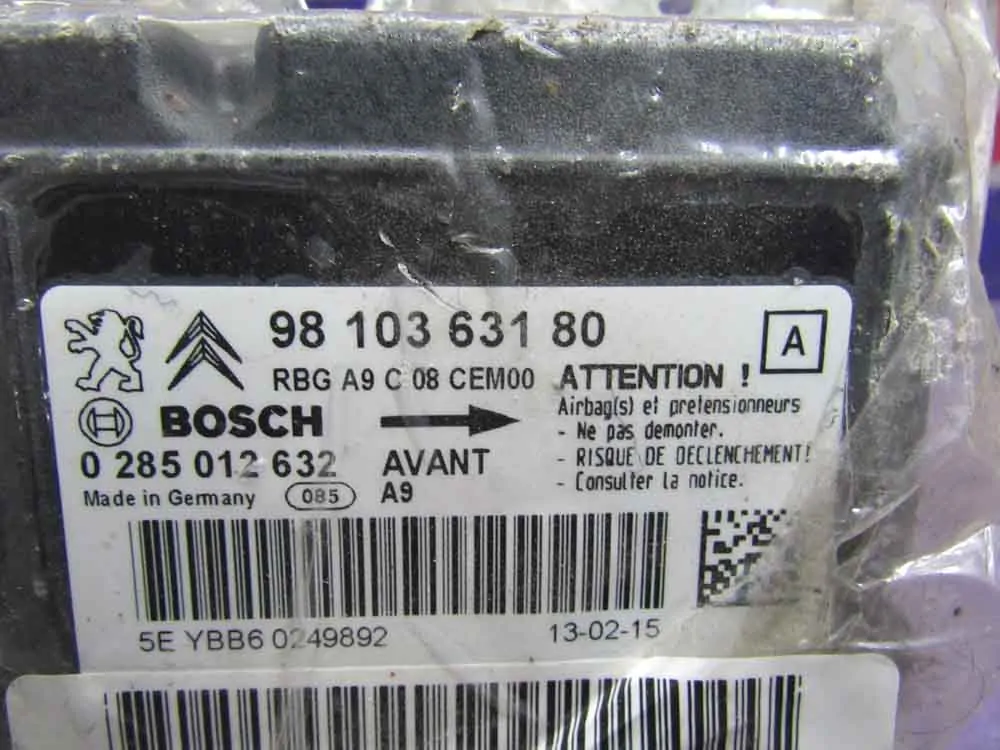 98 103 631 80
A
RBG A9 C 08 CEM00
ATTENTION !
BOSCH
Airbag(s) et pretensionneurs
- Ne pas demonter.
0 285 012 632
AVANT
- RISQUE DE DECLENCHEMENT!
Made in Germany
085
A9
- Consulter la notice.
5E YBB6 0249892
13-02-15